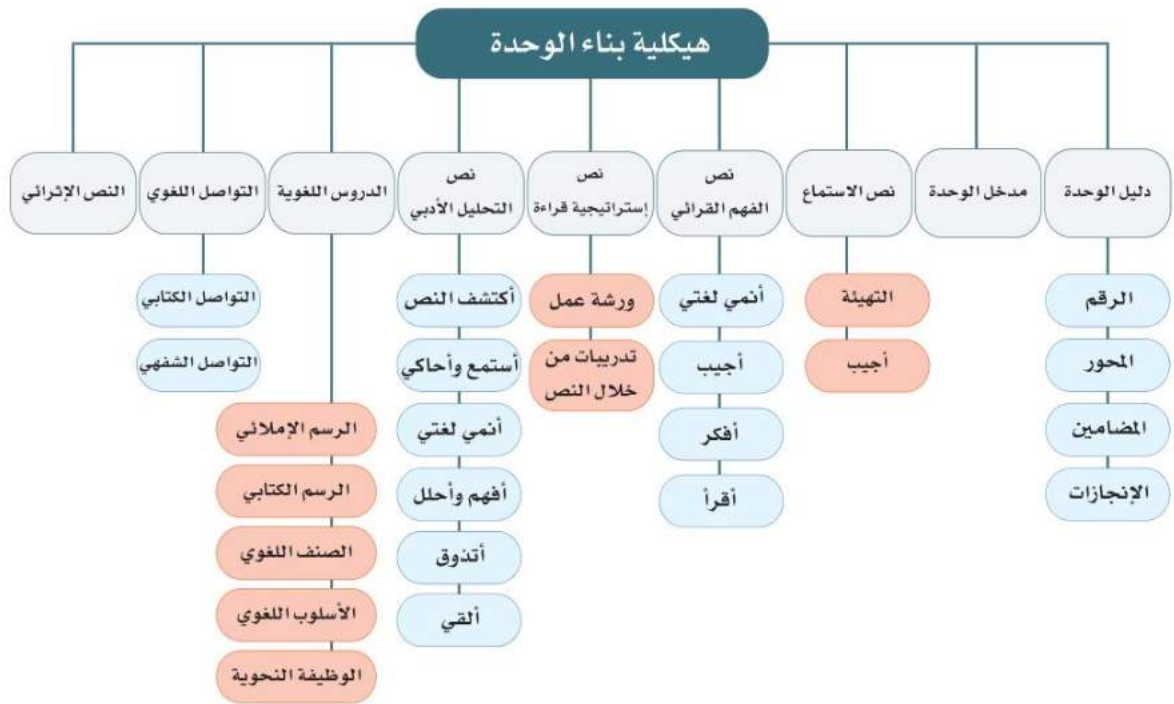 هيكلية بناء الوحدة
دليل الوحدة
الرقم
المحور
المضامين
الإنجازات
مدخل الوحدة
نص الاستماع
التهيئة
أجيب
نص
الفهم القرائي
أنمي لغتي
أجيب
أفكر
أقرأ
نص
إستراتيجية قراءة
ورشة عمل
تدريبات من
خلال النص
نص
التحليل الأدبي
أكتشف النص
أستمع وأحاكي
أنمي لغتي
أفهم وأحلل
أتذوق
ألقي
الدروس اللغوية
الرسم الإملائي
الرسم الكتابي
الصنف اللغوي
الأسلوب اللغوي
الوظيفة النحوية
التواصل اللغوي
التواصل الكتابي
التواصل الشفهي
النص الإثرائي